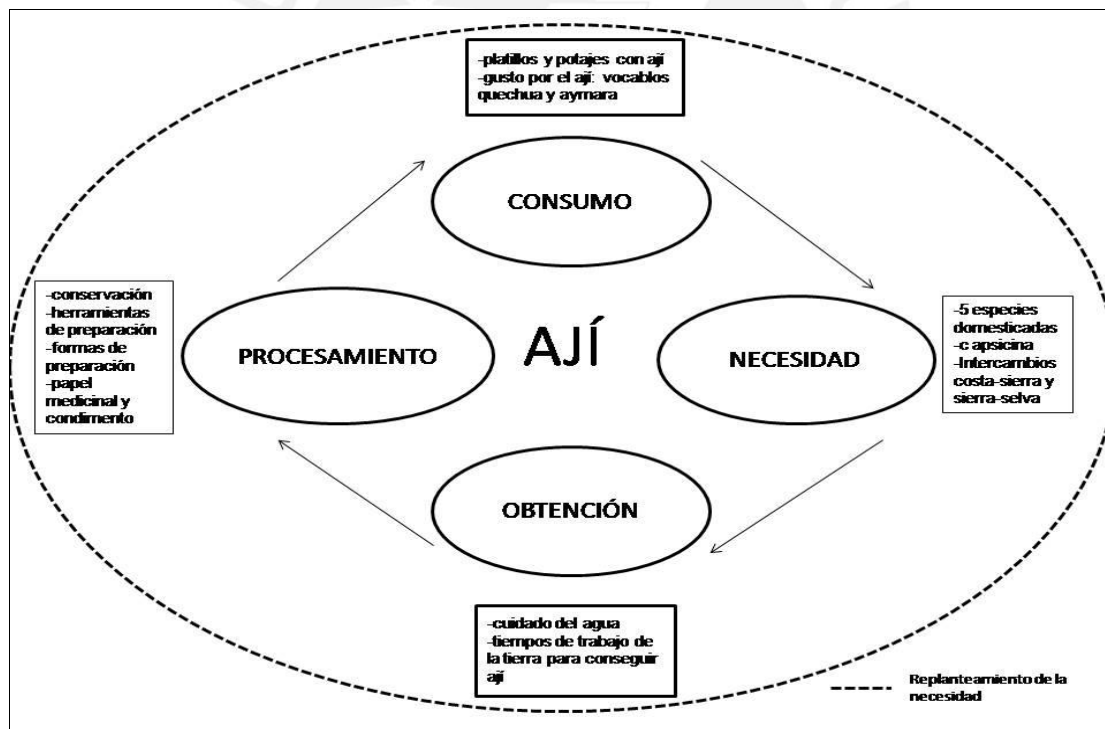 -platillos y potajes con ají
-gusto por el ají: vocablos
quechua y aymara
CONSUMO
-conservación
-herramientas
de preparación
-formas de
preparación
-papel
medicinal y
condimento
PROCESAMIENTO
AJÍ
NECESIDAD
-5 especies
domesticadas
-c apsicina
-Intercambios
costa-sierra y
sierra-selva
OBTENCIÓN
-cuidado del agua
-tiempos de trabajo de
la tierra para conseguir
ají
Replanteamiento de la
necesidad